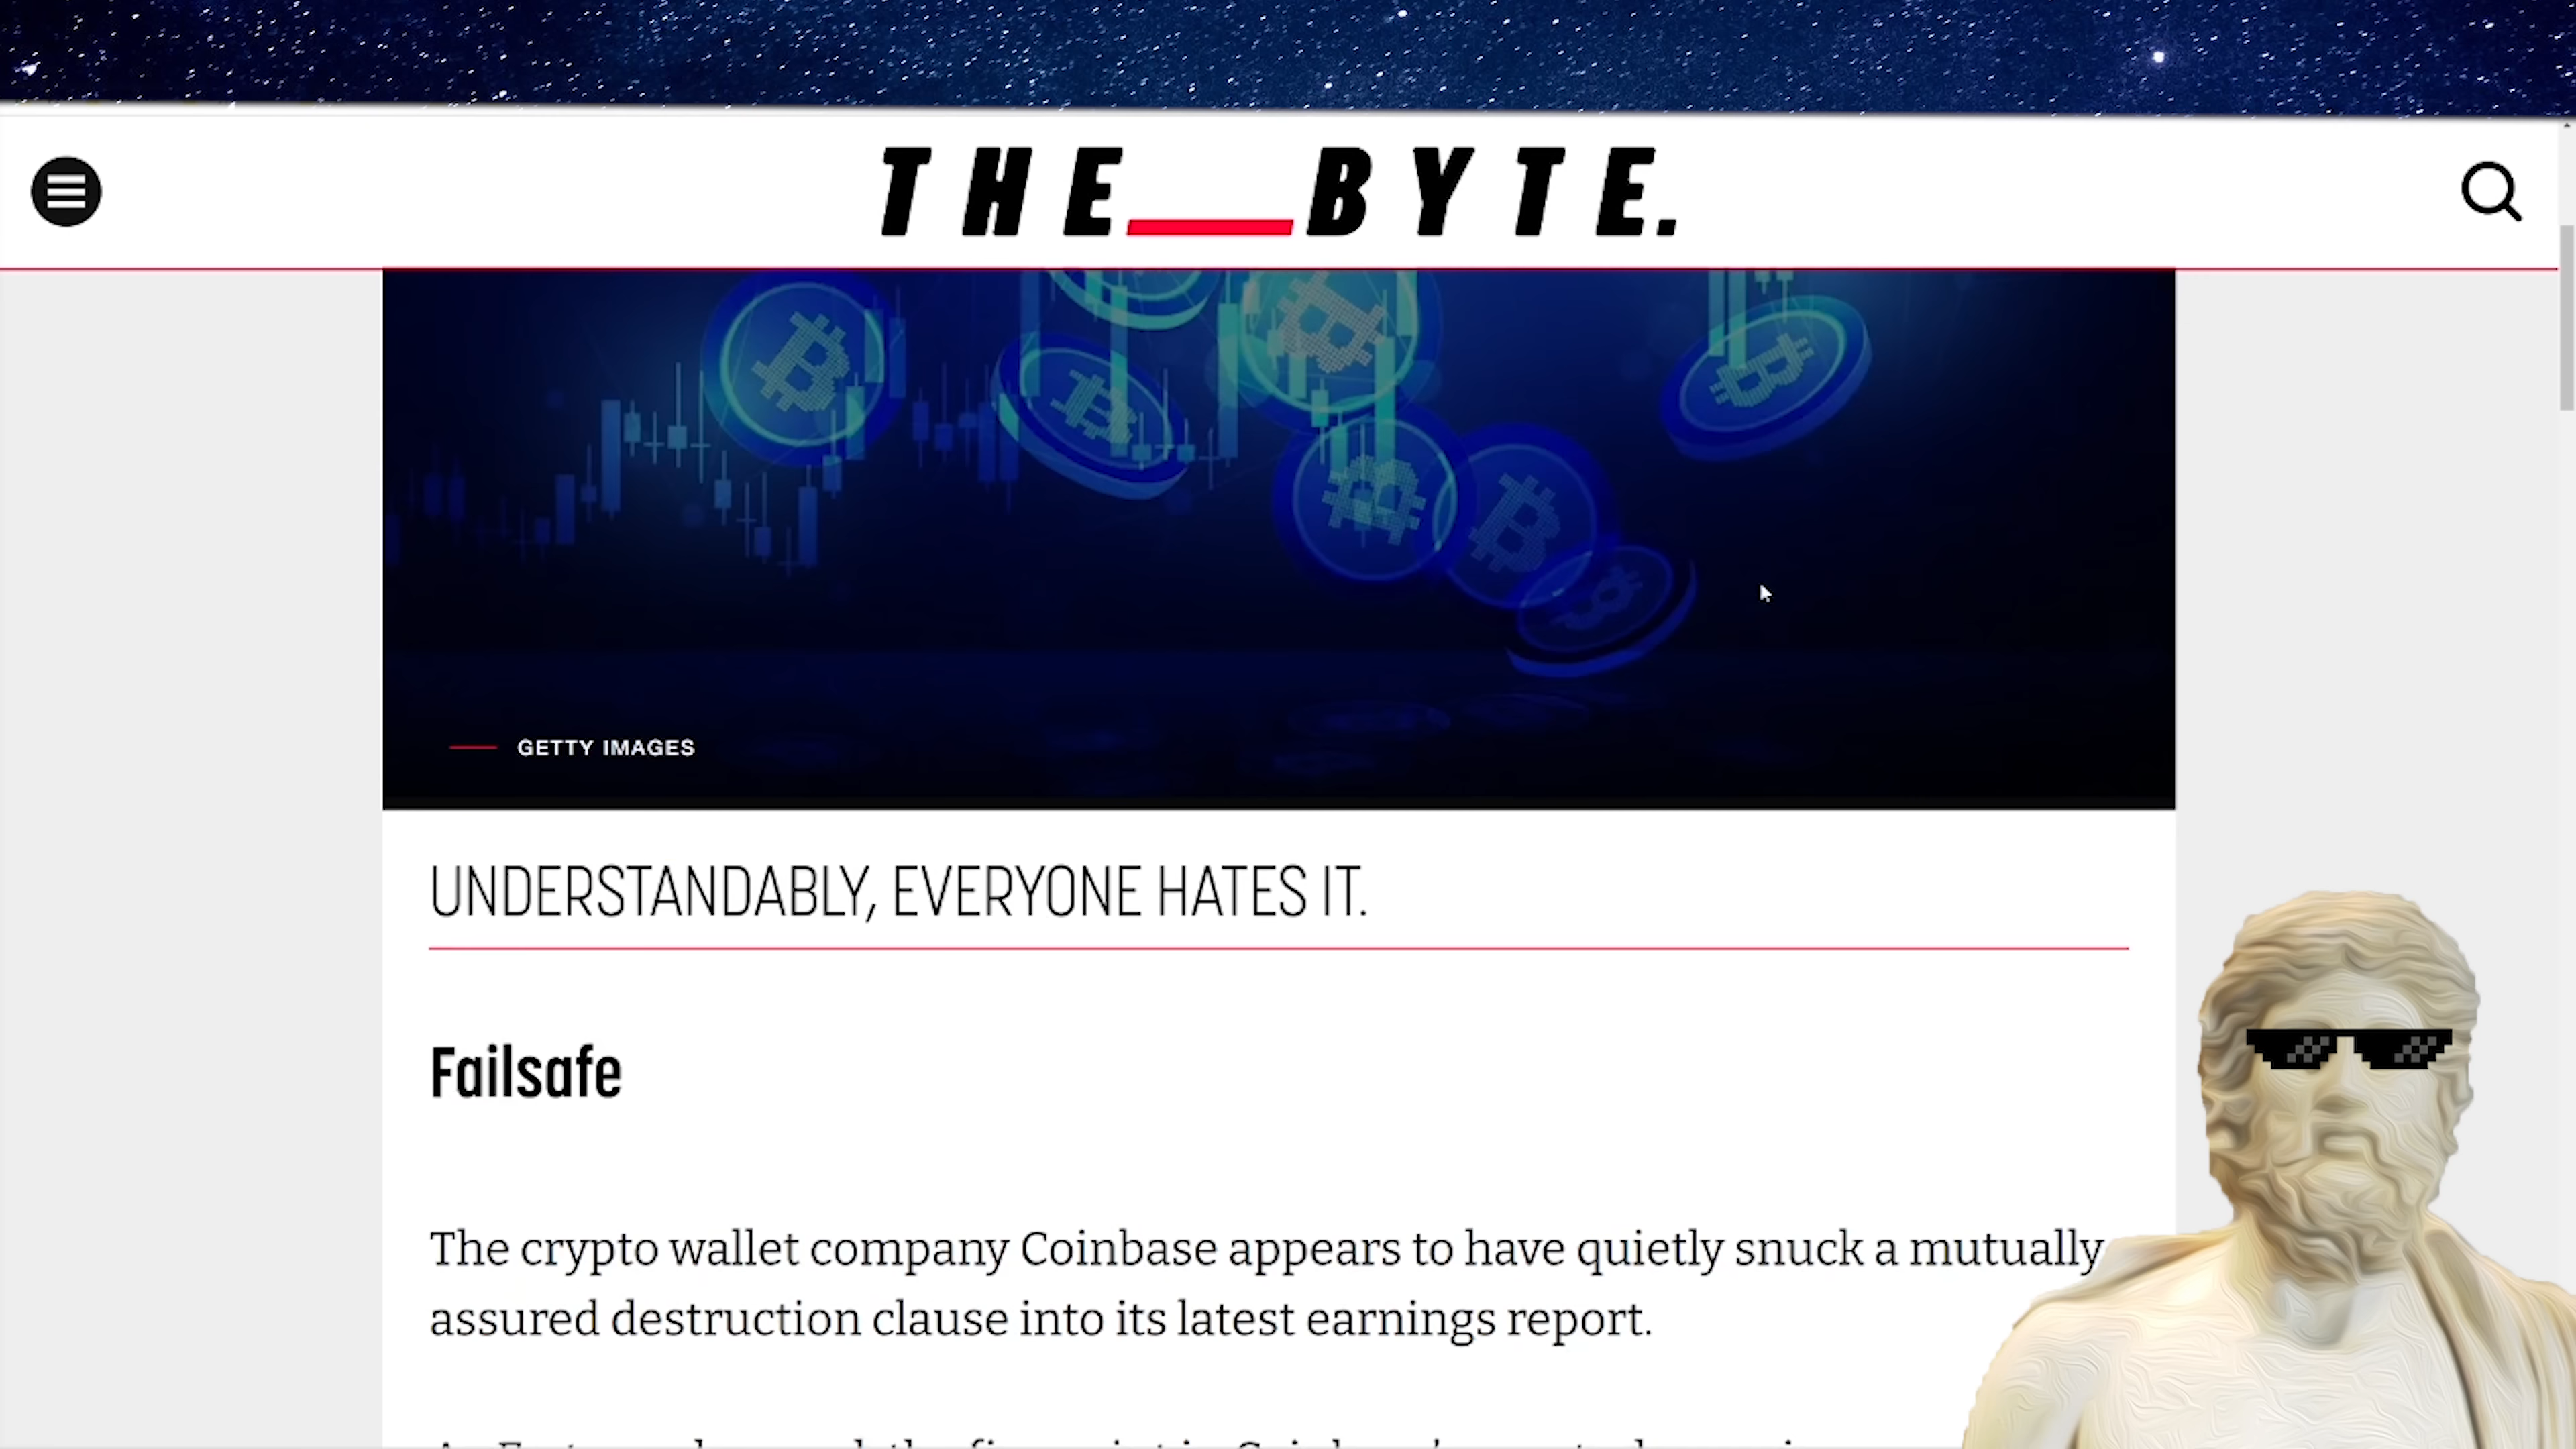 THE__BYTE.
GETTY IMAGES
UNDERSTANDABLY, EVERYONE HATES IT.
Failsafe
The crypto wallet company Coinbase appears to have quietly snuck a mutually
assured destruction clause into its latest earnings report.